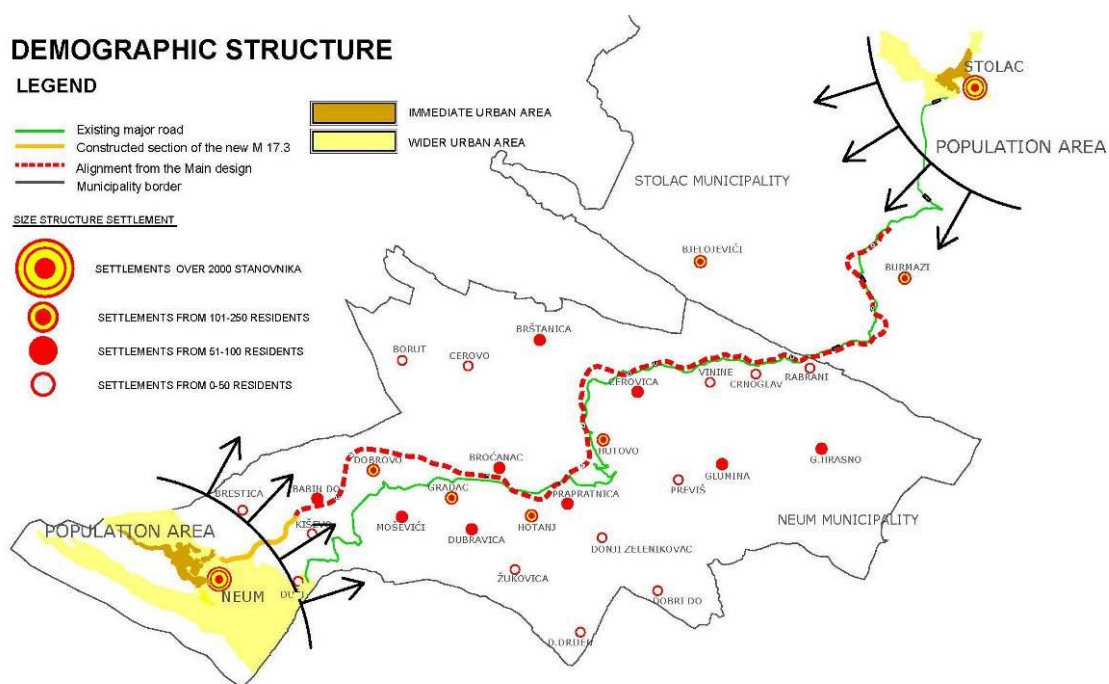 DEMOGRAPHIC STRUCTURE
LEGEND
Existing major road
Constructed section of the new M 17.3
Alignment from the Main design
Municipality border
IMMEDIATE URBAN AREA
WIDER URBAN AREA
SIZE STRUCTURE SETTLEMENT
SETTLEMENTS OVER 2000 STANOVNIKA
SETTLEMENTS FROM 101-250 RESIDENTS
SETTLEMENTS FROM 51-100 RESIDENTS
SETTLEMENTS FROM 0-50 RESIDENTS
STOLAC
POPULATION AREA
STOLAC MUNICIPALITY
BJELOJEVIĆI
BURMAZI
BRŠTANICA
BORUT
CEROVO
CEROVICA
VININE
CRNOGLAV
RABRANI
HUTOVO
DOBROVO
BROĆANAC
GRADAC
PRAPRATNICA
GLUMINA
G.HRASNO
PREVIŠ
BABIN DO
BRESTICA
MOŠEVIĆI
DUBRAVICA
HOTANJ
NEUM MUNICIPALITY
POPULATION AREA
KIŠEVO
DONJI ZELENIKOVAC
ŽUKOVICA
NEUM
DOBRI DO
D.DRIJEN